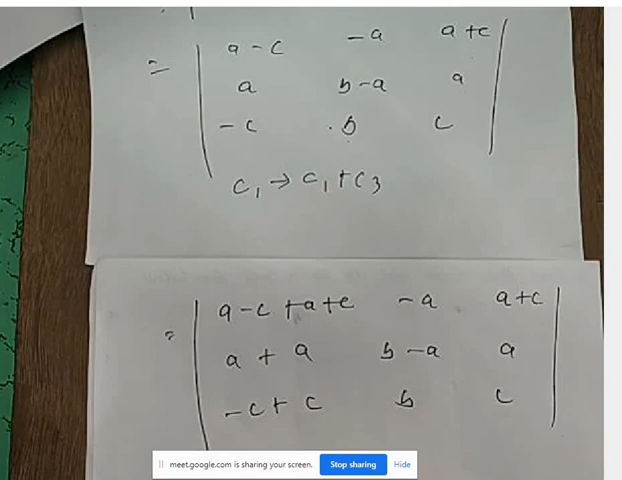 a - c   - a   a + c
= a   b - a   a
- c   b   c
C₁ → C₁ + C₃
a - c + a + c   - a   a + c
= a + a   b - a   a
- c + c   b   c
meet.google.com is sharing your screen. Stop sharing Hide